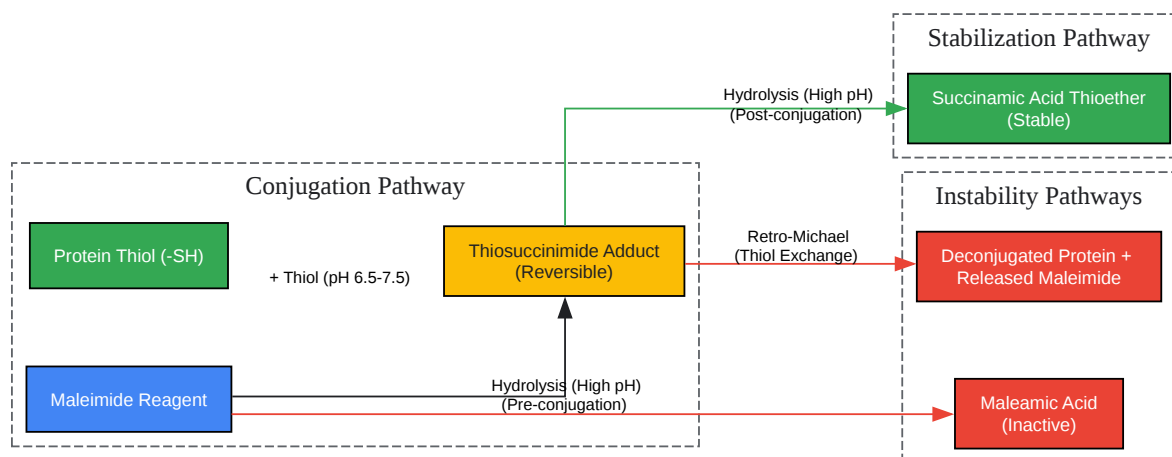 Stabilization Pathway
Hydrolysis (High pH)
(Post-conjugation)
Succinamic Acid Thioether
(Stable)
Conjugation Pathway
Protein Thiol (-SH)
+ Thiol (pH 6.5-7.5)
Thiosuccinimide Adduct
(Reversible)
Retro-Michael
(Thiol Exchange)
Instability Pathways
Deconjugated Protein +
Released Maleimide
Maleimide Reagent
Hydrolysis (High pH)
(Pre-conjugation)
Maleamic Acid
(Inactive)